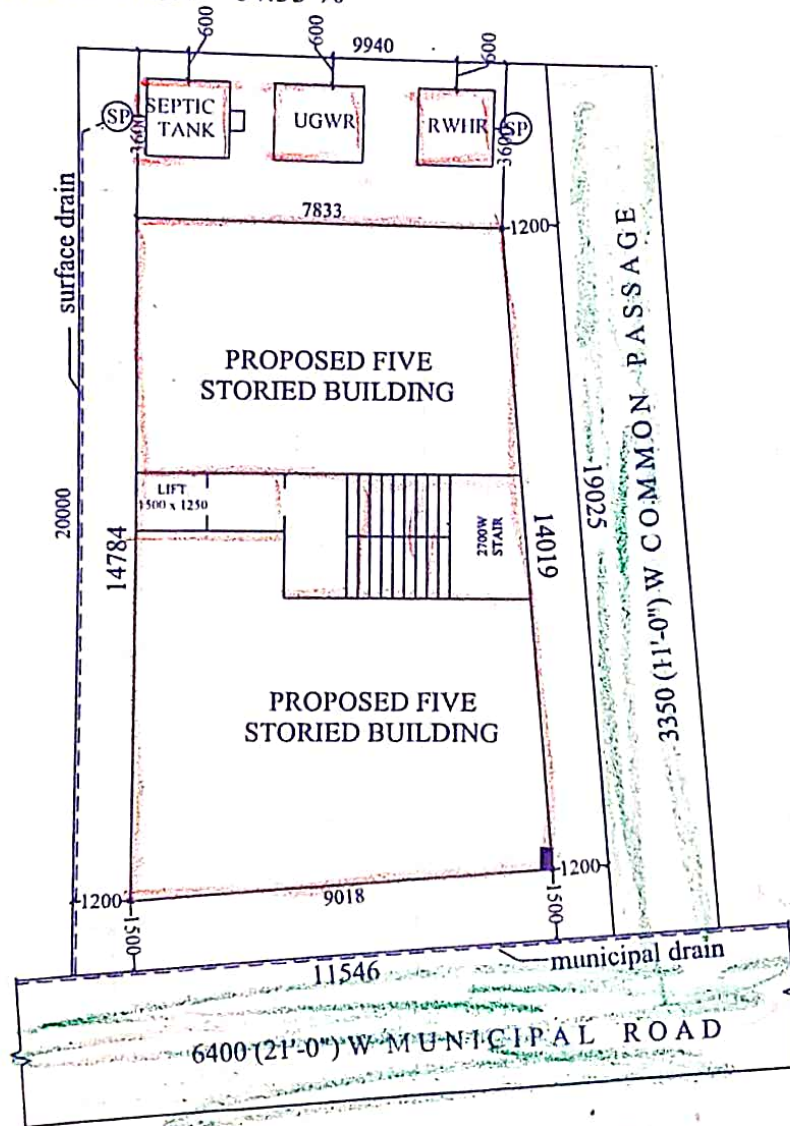 600
600
9940
600
SP
SEPTIC
TANK
3600
UGWR
RWHR
SP
3600
7833
1200
surface drain
PROPOSED FIVE
STORIED BUILDING
3350 (11'-0") W COMMON PASSAGE
LIFT
1500 x 1250
2700W
STAIR
20000
14784
14019
19025
PROPOSED FIVE
STORIED BUILDING
1200
9018
1200
1500
1500
11546
municipal drain
6400 (21'-0") W MUNICIPAL ROAD